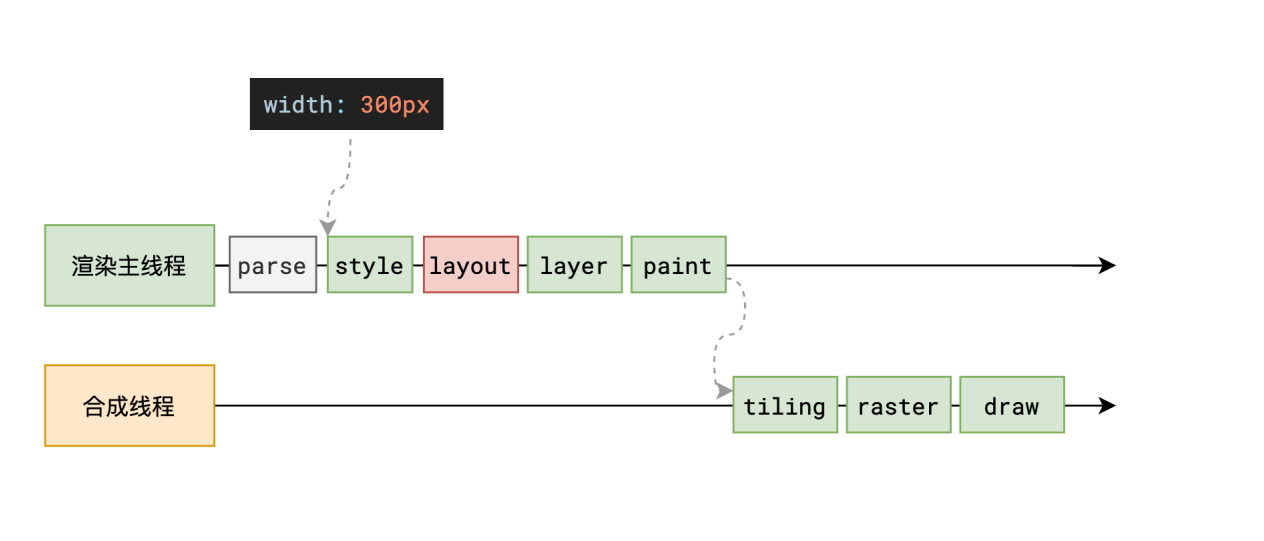 width: 300px
渲染主线程
parse
style
layout
layer
paint
合成线程
tiling
raster
draw